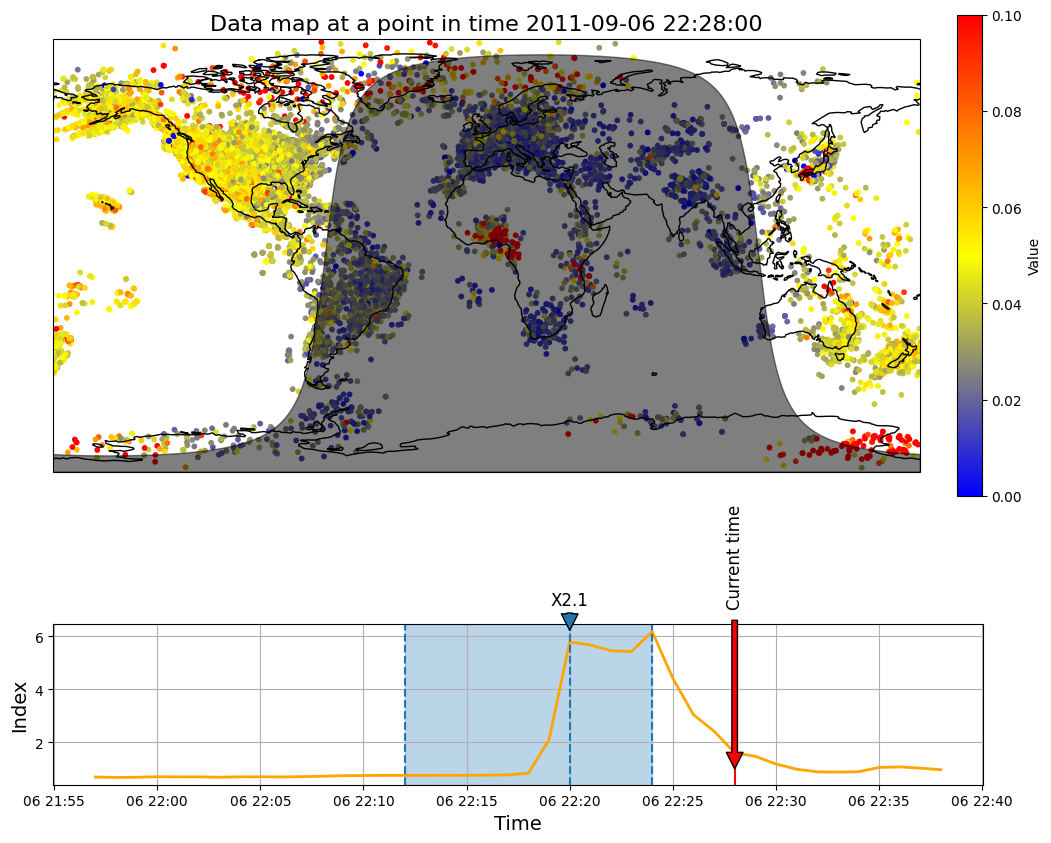 Data map at a point in time 2011-09-06 22:28:00
0.10
0.08
0.06
0.04
0.02
0.00
Value
Current time
X2.1
6
4
2
Index
06 21:55 06 22:00 06 22:05 06 22:10 06 22:15 06 22:20 06 22:25 06 22:30 06 22:35 06 22:40
Time